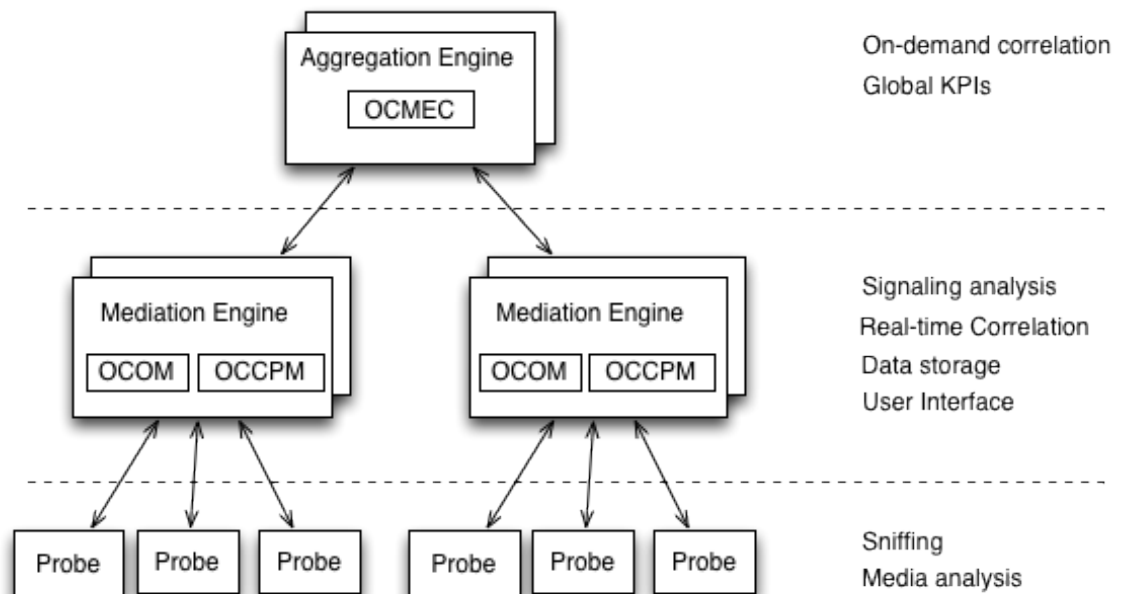 Aggregation Engine
OCMEC
On-demand correlation
Global KPIs
Mediation Engine
OCOM
OCCPM
Mediation Engine
OCOM
OCCPM
Signaling analysis
Real-time Correlation
Data storage
User Interface
Probe
Probe
Probe
Probe
Probe
Probe
Sniffing
Media analysis